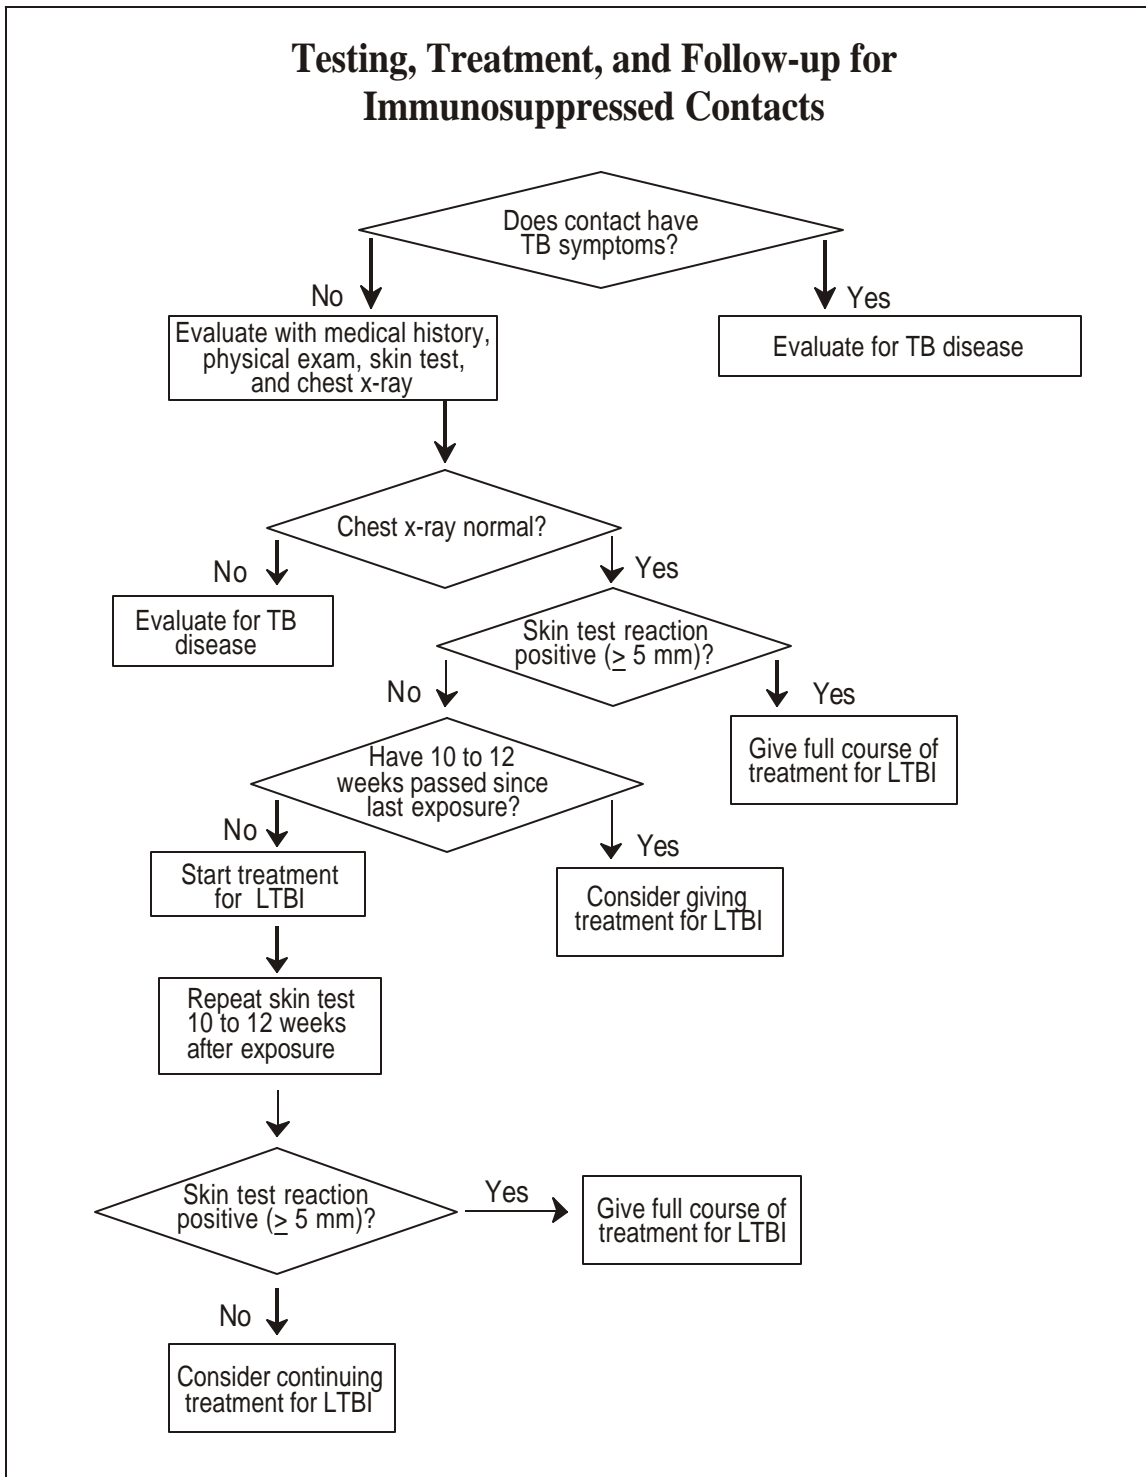 Testing, Treatment, and Follow-up for
Immunosuppressed Contacts
Does contact have
TB symptoms?
No
Yes
Evaluate with medical history,
physical exam, skin test,
and chest x-ray
Evaluate for TB disease
Chest x-ray normal?
No
Yes
Evaluate for TB
disease
Skin test reaction
positive (≥ 5 mm)?
No
Yes
Give full course of
treatment for LTBI
Have 10 to 12
weeks passed since
last exposure?
No
Yes
Start treatment
for LTBI
Consider giving
treatment for LTBI
Repeat skin test
10 to 12 weeks
after exposure
Skin test reaction
positive (≥ 5 mm)?
Yes
Give full course of
treatment for LTBI
No
Consider continuing
treatment for LTBI